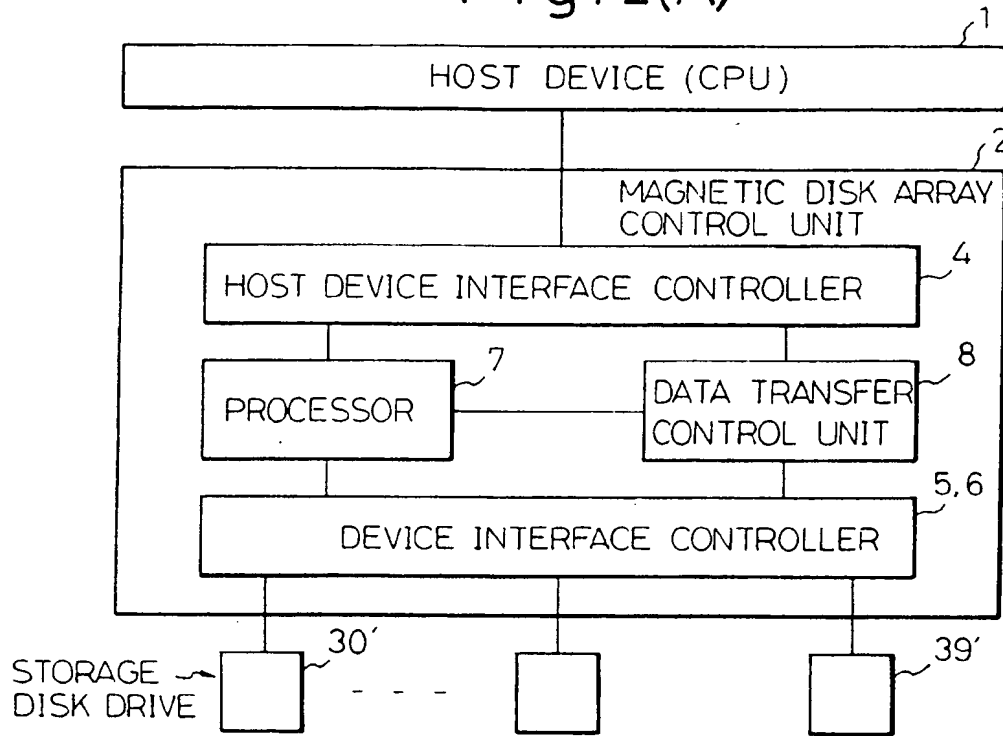 1
HOST DEVICE (CPU)
2
MAGNETIC DISK ARRAY
CONTROL UNIT
4
HOST DEVICE INTERFACE CONTROLLER
7
8
PROCESSOR
DATA TRANSFER
CONTROL UNIT
5,6
DEVICE INTERFACE CONTROLLER
30′
39′
STORAGE
DISK DRIVE
- - -